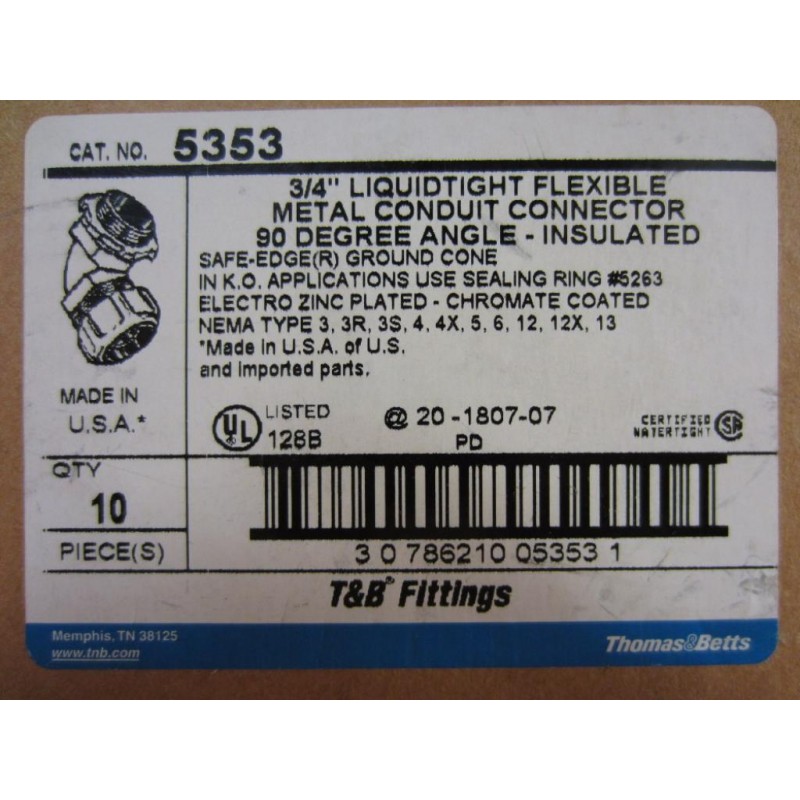 CAT. NO. 5353
3/4" LIQUIDTIGHT FLEXIBLE
METAL CONDUIT CONNECTOR
90 DEGREE ANGLE - INSULATED
SAFE-EDGE(R) GROUND CONE
IN K.O. APPLICATIONS USE SEALING RING #5263
ELECTRO ZINC PLATED - CHROMATE COATED
NEMA TYPE 3, 3R, 3S, 4, 4X, 5, 6, 12, 12X, 13
*Made in U.S.A. of U.S.
and imported parts.
MADE IN
U.S.A.*
UL LISTED
128B
@ 20-1807-07
PD
CERTIFIED
WATERTIGHT SA
QTY
10
PIECE(S)
3 0 786210 05353 1
T&B® Fittings
Memphis, TN 38125
www.tnb.com
Thomas&Betts